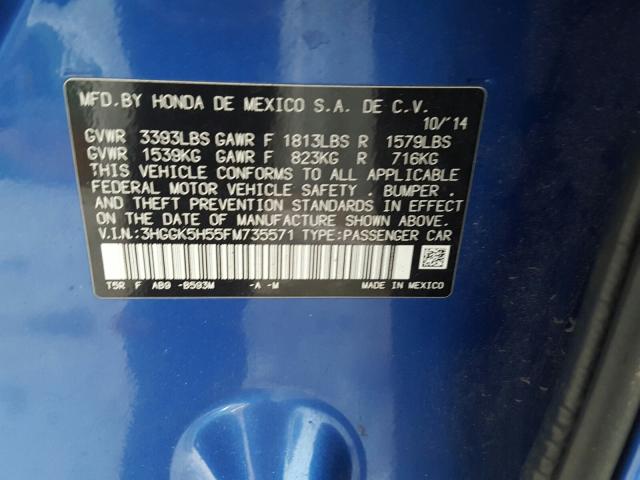 MFD.BY HONDA DE MEXICO S.A. DE C.V.
10/'14
GVWR 3393LBS GAWR F 1813LBS R 1579LBS
GVWR 1539KG GAWR F 823KG R 716KG
THIS VEHICLE CONFORMS TO ALL APPLICABLE
FEDERAL MOTOR VEHICLE SAFETY , BUMPER ,
AND THEFT PREVENTION STANDARDS IN EFFECT
ON THE DATE OF MANUFACTURE SHOWN ABOVE.
V.I.N.:3HGGK5H55FM735571 TYPE:PASSENGER CAR
T5R F AB9 -B593M -A -M MADE IN MEXICO